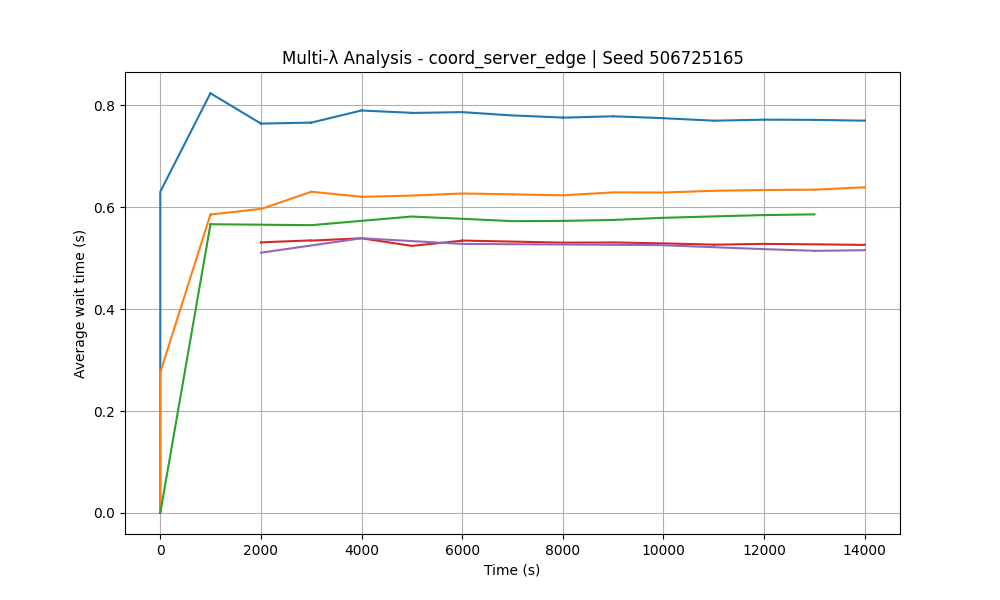 Multi-λ Analysis - coord_server_edge | Seed 506725165
Average wait time (s)
0.8
0.6
0.4
0.2
0.0
0 2000 4000 6000 8000 10000 12000 14000
Time (s)